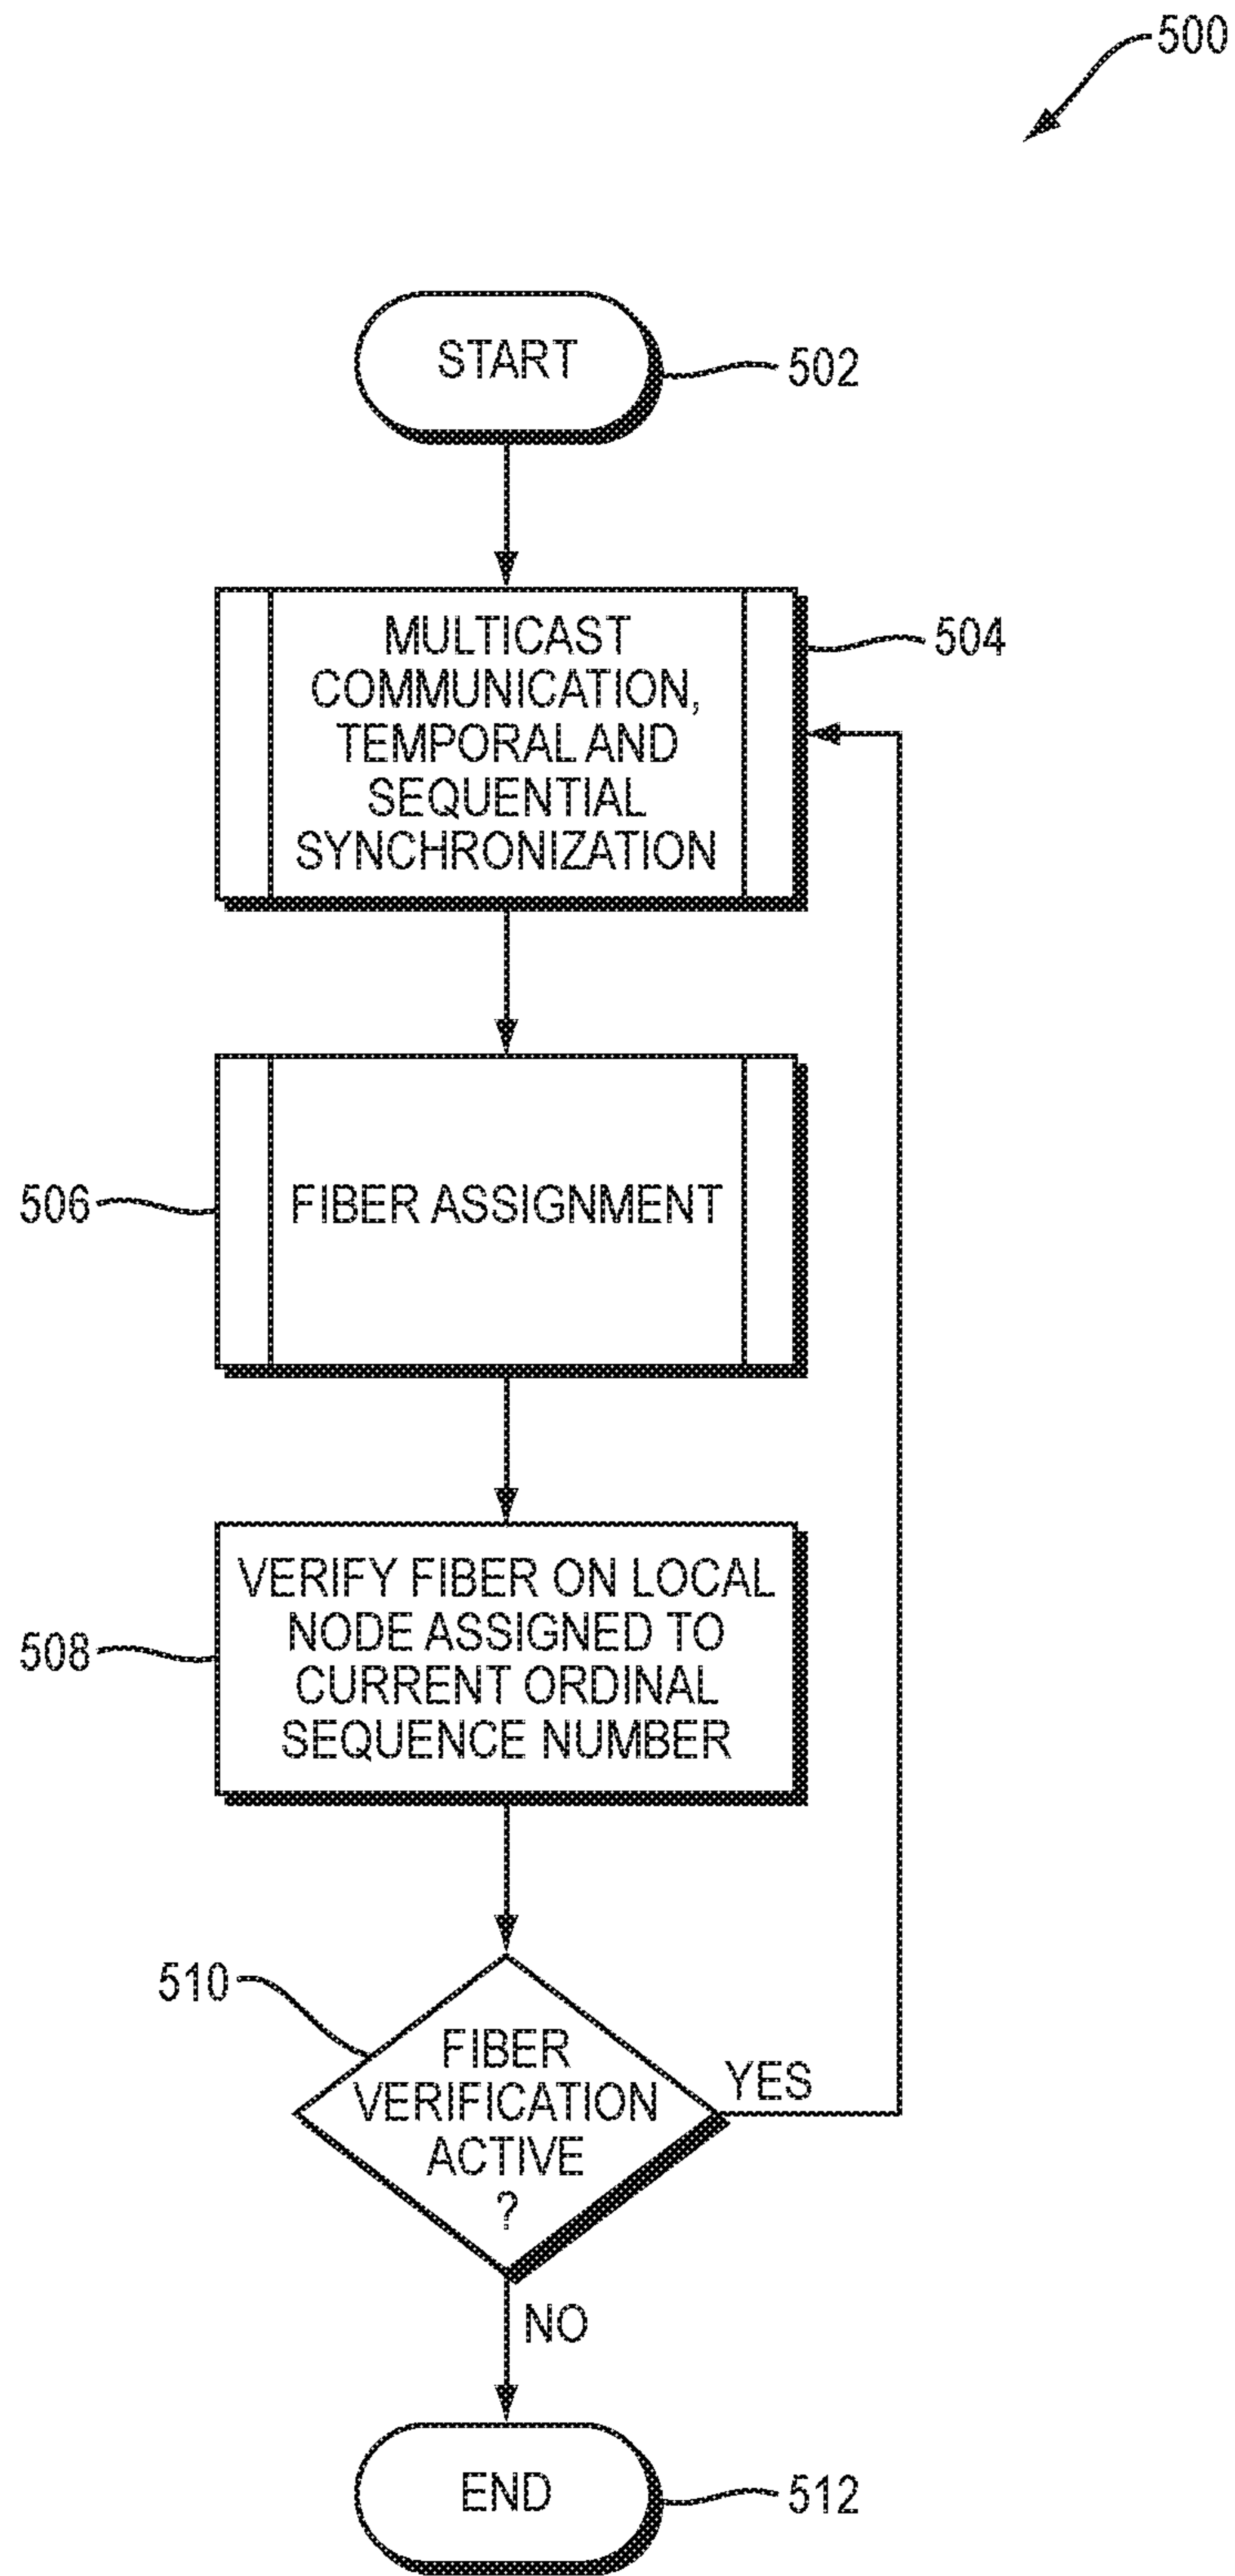 500
START
502
MULTICAST
COMMUNICATION,
TEMPORAL AND
SEQUENTIAL
SYNCHRONIZATION
504
FIBER ASSIGNMENT
506
VERIFY FIBER ON LOCAL
NODE ASSIGNED TO
CURRENT ORDINAL
SEQUENCE NUMBER
508
510
FIBER
VERIFICATION
ACTIVE
?
YES
NO
END
512